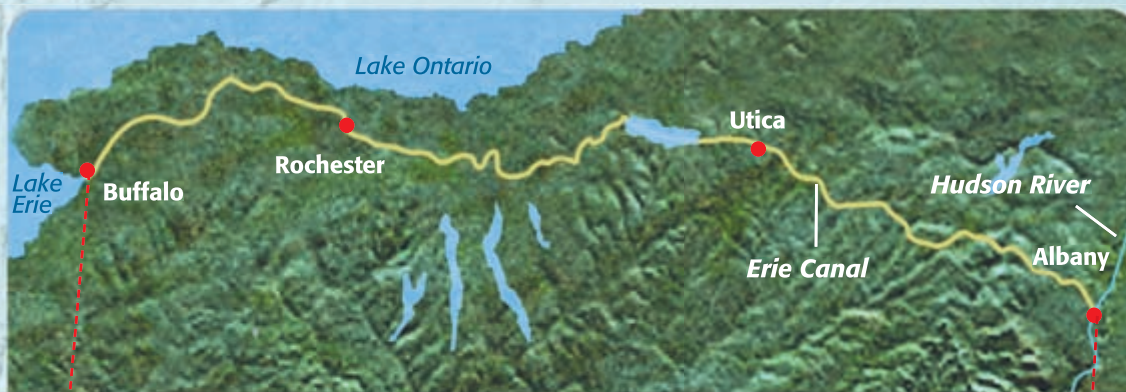 Lake Ontario
Utica
Rochester
Lake
Erie
Buffalo
Hudson River
Erie Canal
Albany